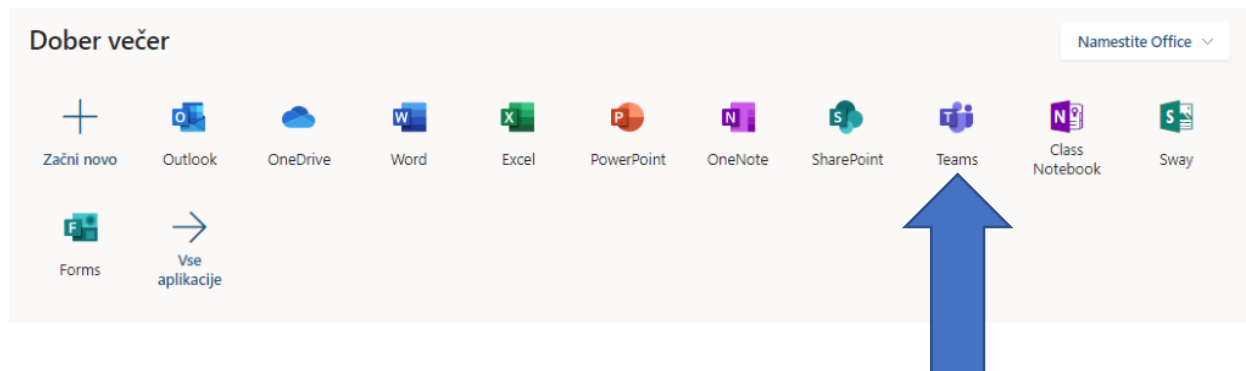 Dober večer
Namestite Office
Začni novo
Outlook
OneDrive
Word
Excel
PowerPoint
OneNote
SharePoint
Teams
Class
Notebook
Sway
Forms
Vse
aplikacije